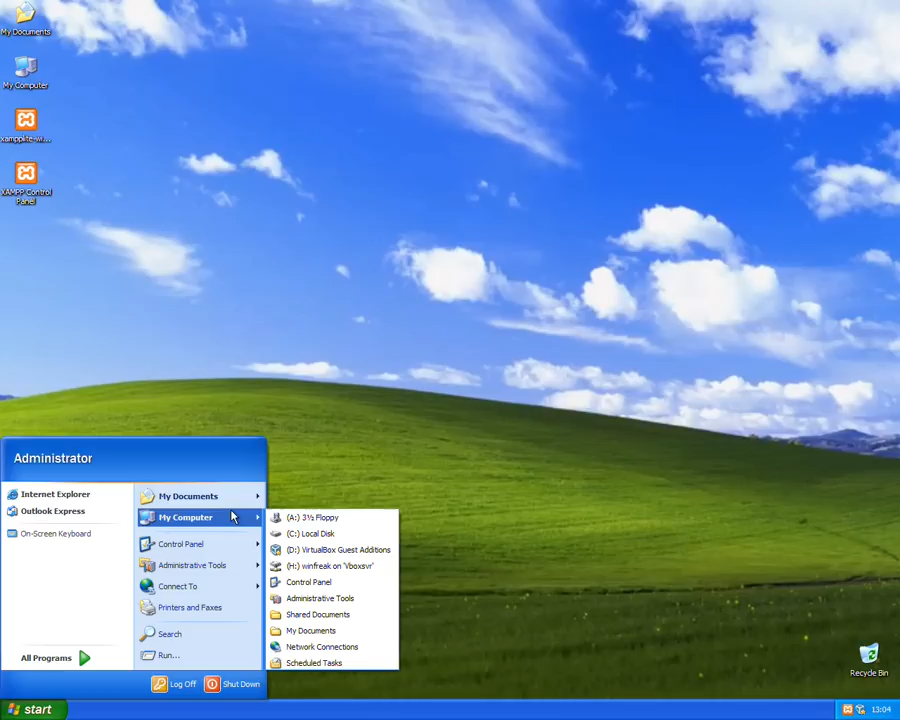 My Documents
My Computer
xampplite-wi...
XAMPP Control
Panel
Administrator
Internet Explorer
Outlook Express
On-Screen Keyboard
All Programs
My Documents
My Computer
Control Panel
Administrative Tools
Connect To
Printers and Faxes
Search
Run...
(A:) 3½ Floppy
(C:) Local Disk
(D:) VirtualBox Guest Additions
(H:) winfreak on 'Vboxsvr'
Control Panel
Administrative Tools
Shared Documents
My Documents
Network Connections
Scheduled Tasks
Log Off
Shut Down
Recycle Bin
start
13:04